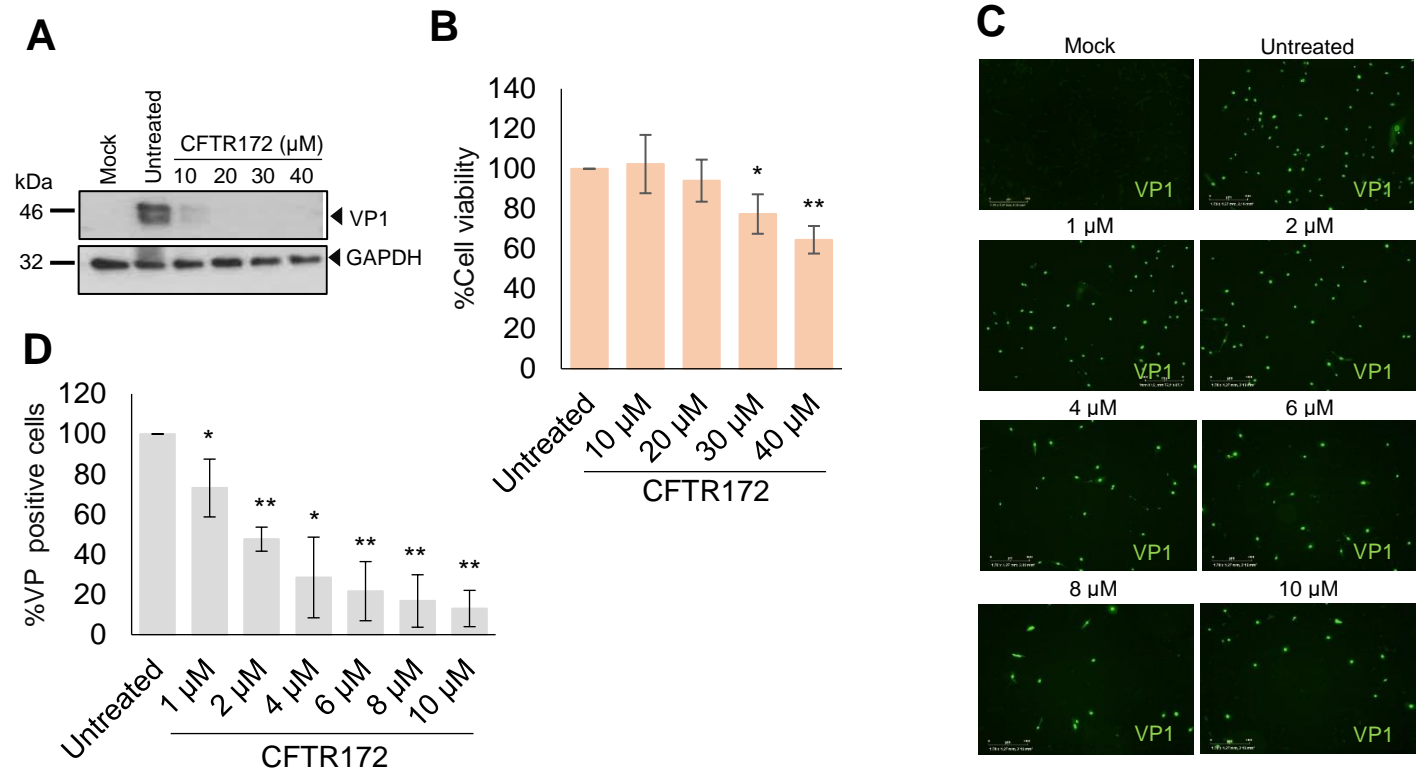 A
Mock
Untreated
CFTR172 (µM)
10 20 30 40
kDa
46
VP1
32
GAPDH
B
%Cell viability
140
120
100
80
60
40
20
0
*
**
Untreated
10 µM
20 µM
30 µM
40 µM
CFTR172
C
Mock
Untreated
VP1
VP1
1 µM
2 µM
VP1
VP1
4 µM
6 µM
VP1
VP1
8 µM
10 µM
VP1
VP1
D
%VP positive cells
120
100
80
60
40
20
0
*
**
*
**
**
**
Untreated
1 µM
2 µM
4 µM
6 µM
8 µM
10 µM
CFTR172